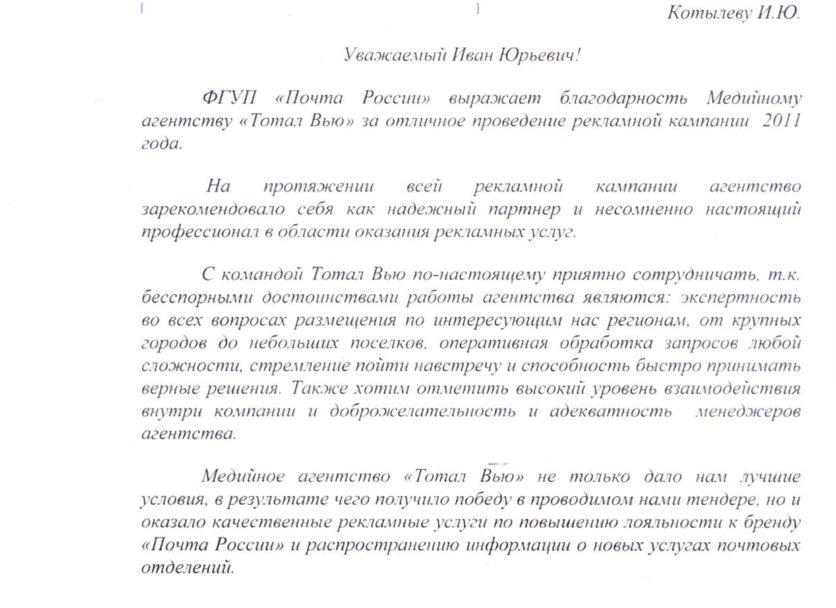 Котылеву И.Ю.
Уважаемый Иван Юрьевич!
ФГУП «Почта России» выражает благодарность Медийному
агентству «Тотал Вью» за отличное проведение рекламной кампании 2011
года.
На протяжении всей рекламной кампании агентство
зарекомендовало себя как надежный партнер и несомненно настоящий
профессионал в области оказания рекламных услуг.
С командой Тотал Вью по-настоящему приятно сотрудничать, т.к.
бесспорными достоинствами работы агентства являются: экспертность
во всех вопросах размещения по интересующим нас регионам, от крупных
городов до небольших поселков, оперативная обработка запросов любой
сложности, стремление пойти навстречу и способность быстро принимать
верные решения. Также хотим отметить высокий уровень взаимодействия
внутри компании и доброжелательность и адекватность менеджеров
агентства.
Медийное агентство «Тотал Вью» не только дало нам лучшие
условия, в результате чего получило победу в проводимом нами тендере, но и
оказало качественные рекламные услуги по повышению лояльности к бренду
«Почта России» и распространению информации о новых услугах почтовых
отделений.